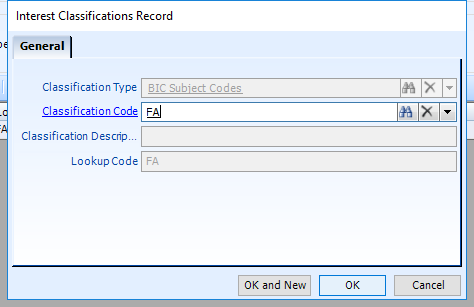 Interest Classifications Record
General
Classification Type BIC Subject Codes
Classification Code FA
Classification Descrip...
Lookup Code FA
OK and New OK Cancel